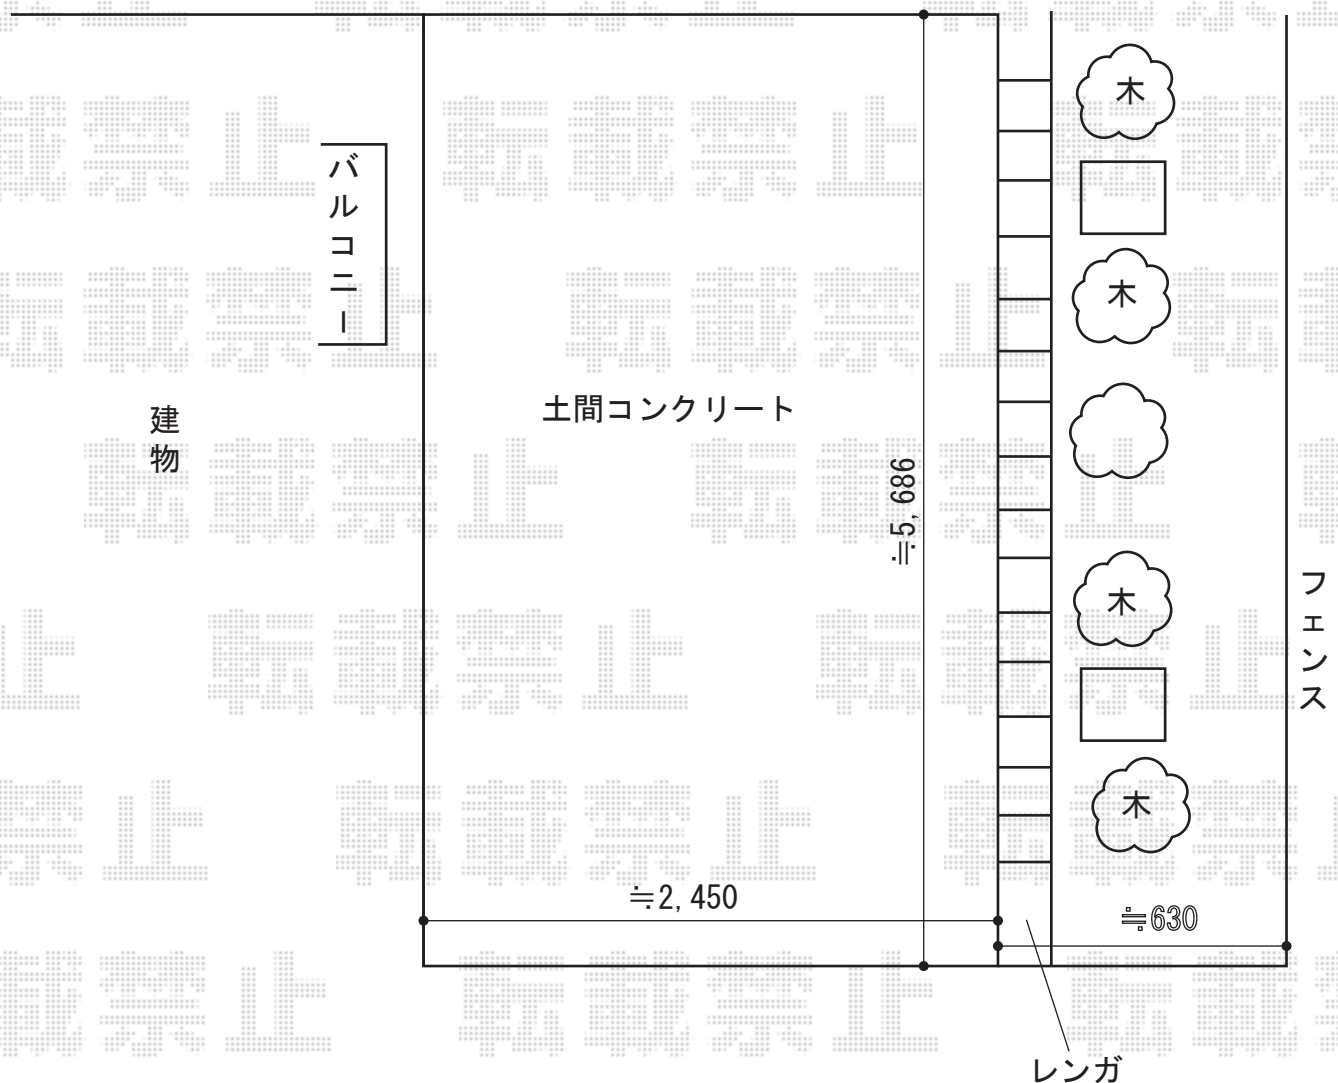 木
バルコニー
木
土間コンクリート
建物
≒5,686
木
フェンス
木
≒2,450
≒630
レンガ
転載禁止